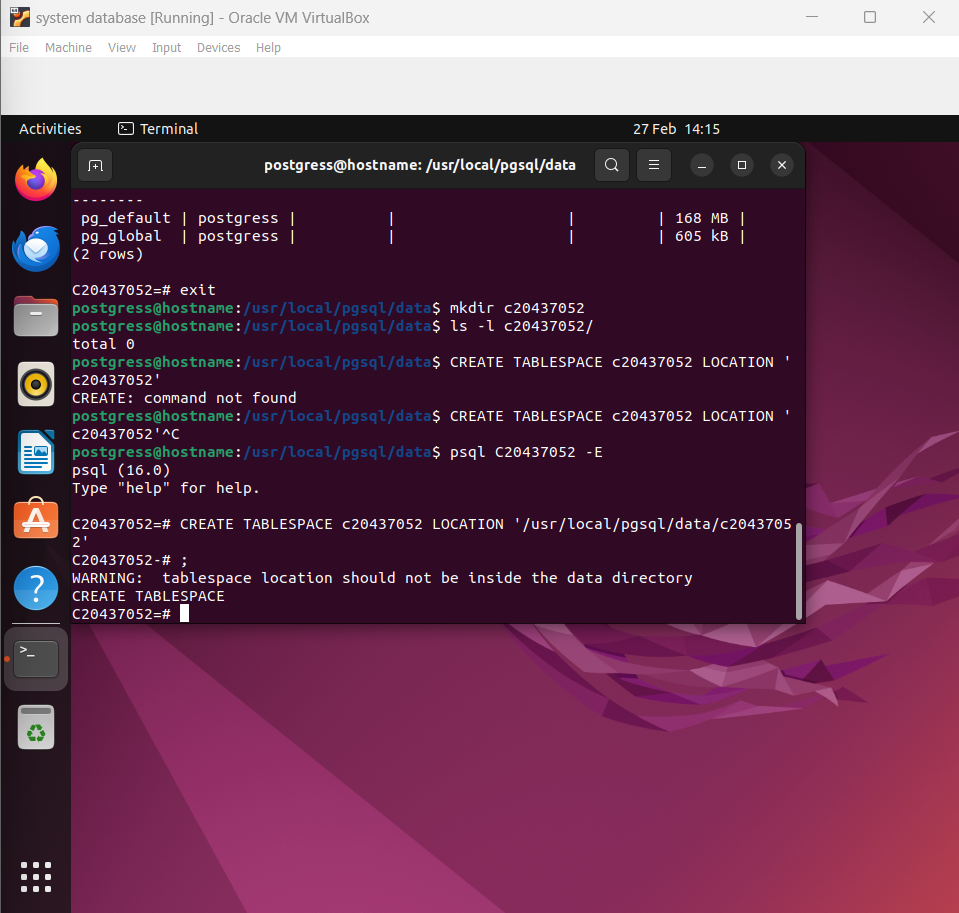 system database [Running] - Oracle VM VirtualBox
File Machine View Input Devices Help
Activities Terminal 27 Feb 14:15
postgress@hostname: /usr/local/pgsql/data
--------
pg_default | postgress | | | | 168 MB |
pg_global | postgress | | | | 605 kB |
(2 rows)
C20437052=# exit
postgress@hostname:/usr/local/pgsql/data$ mkdir c20437052
postgress@hostname:/usr/local/pgsql/data$ ls -l c20437052/
total 0
postgress@hostname:/usr/local/pgsql/data$ CREATE TABLESPACE c20437052 LOCATION '
c20437052'
CREATE: command not found
postgress@hostname:/usr/local/pgsql/data$ CREATE TABLESPACE c20437052 LOCATION '
c20437052'^C
postgress@hostname:/usr/local/pgsql/data$ psql C20437052 -E
psql (16.0)
Type "help" for help.
C20437052=# CREATE TABLESPACE c20437052 LOCATION '/usr/local/pgsql/data/c2043705
2'
C20437052-# ;
WARNING:  tablespace location should not be inside the data directory
CREATE TABLESPACE
C20437052=#